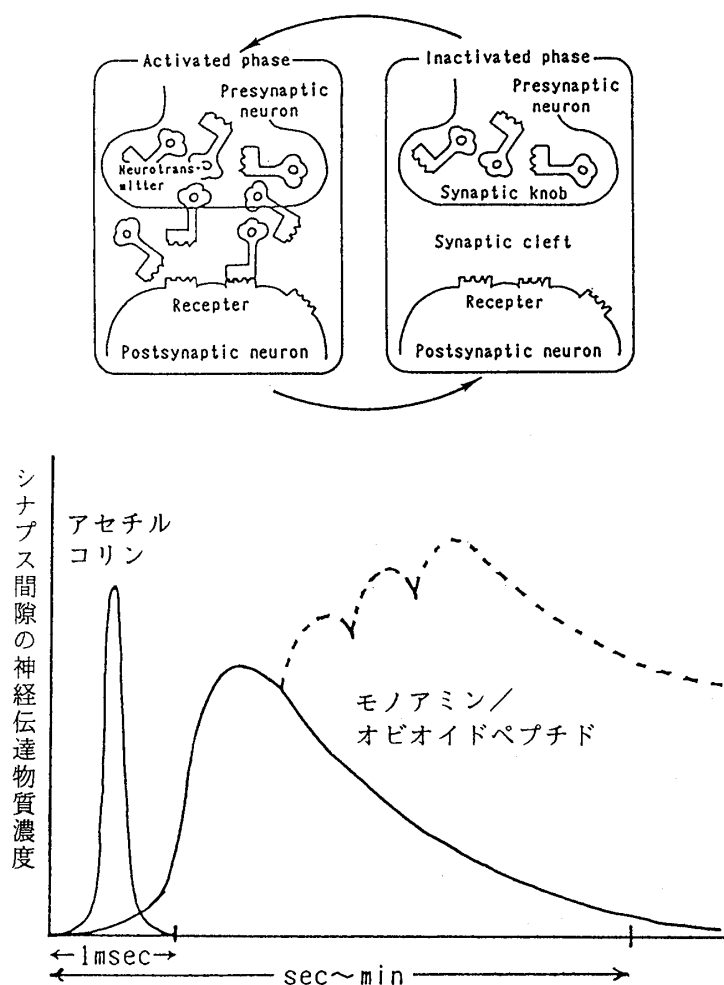 Activated phase
Presynaptic
neuron
Neurotrans-
mitter
Recepter
Postsynaptic neuron
Inactivated phase
Presynaptic
neuron
Synaptic knob
Synaptic cleft
Recepter
Postsynaptic neuron
シナプス間隙の神経伝達物質濃度
アセチル
コリン
モノアミン／
オビオイドペプチド
1msec
sec～min